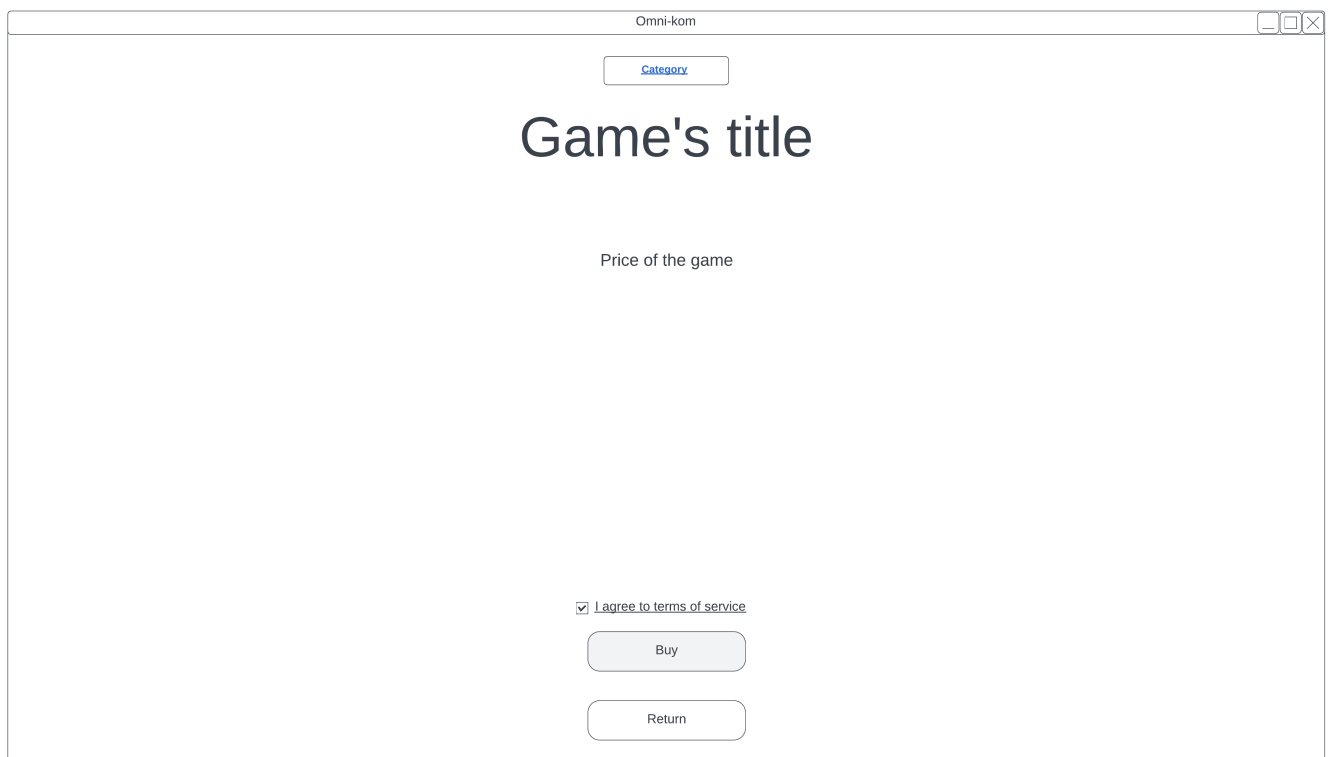 Omni-kom
Category
Game's title
Price of the game
I agree to terms of service
Buy
Return